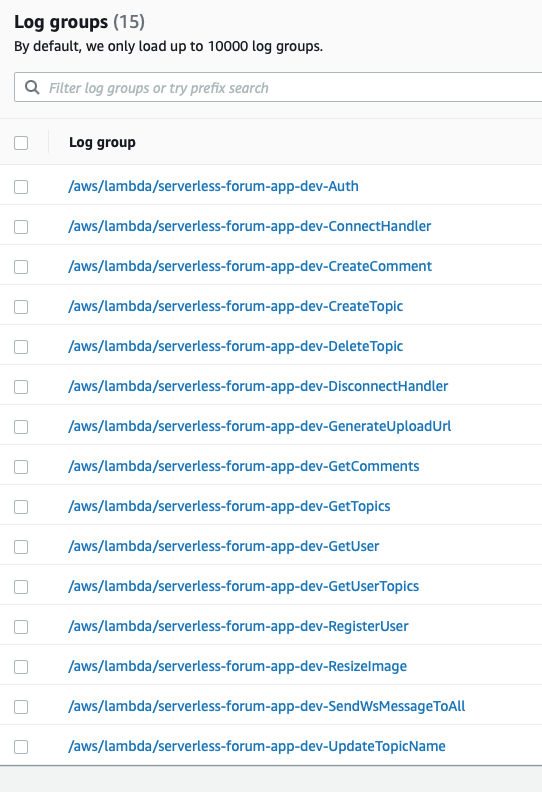 Log groups (15)
By default, we only load up to 10000 log groups.
Filter log groups or try prefix search
Log group
/aws/lambda/serverless-forum-app-dev-Auth
/aws/lambda/serverless-forum-app-dev-ConnectHandler
/aws/lambda/serverless-forum-app-dev-CreateComment
/aws/lambda/serverless-forum-app-dev-CreateTopic
/aws/lambda/serverless-forum-app-dev-DeleteTopic
/aws/lambda/serverless-forum-app-dev-DisconnectHandler
/aws/lambda/serverless-forum-app-dev-GenerateUploadUrl
/aws/lambda/serverless-forum-app-dev-GetComments
/aws/lambda/serverless-forum-app-dev-GetTopics
/aws/lambda/serverless-forum-app-dev-GetUser
/aws/lambda/serverless-forum-app-dev-GetUserTopics
/aws/lambda/serverless-forum-app-dev-RegisterUser
/aws/lambda/serverless-forum-app-dev-ResizeImage
/aws/lambda/serverless-forum-app-dev-SendWsMessageToAll
/aws/lambda/serverless-forum-app-dev-UpdateTopicName